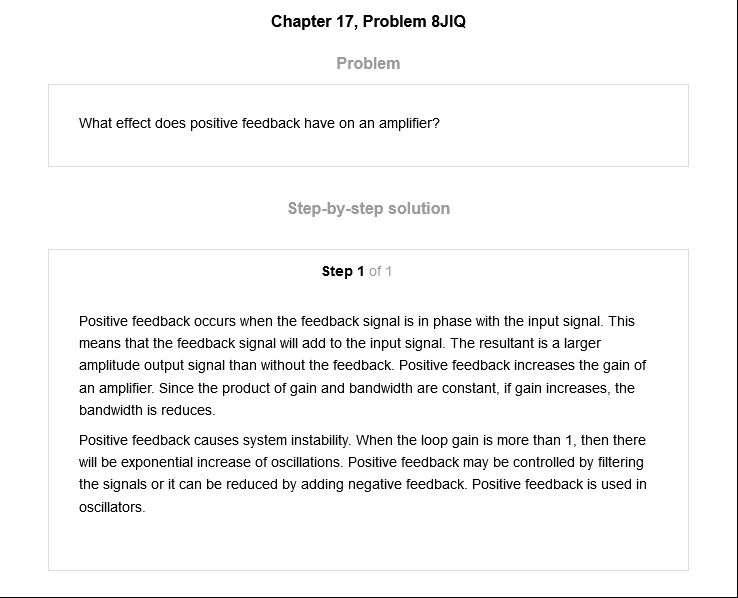 Chapter 17, Problem 8JIQ
Problem
What effect does positive feedback have on an amplifier?
Step-by-step solution
Step 1 of 1
Positive feedback occurs when the feedback signal is in phase with the input signal. This
means that the feedback signal will add to the input signal. The resultant is a larger
amplitude output signal than without the feedback. Positive feedback increases the gain of
an amplifier. Since the product of gain and bandwidth are constant, if gain increases, the
bandwidth is reduces.
Positive feedback causes system instability. When the loop gain is more than 1, then there
will be exponential increase of oscillations. Positive feedback may be controlled by filtering
the signals or it can be reduced by adding negative feedback. Positive feedback is used in
oscillators.